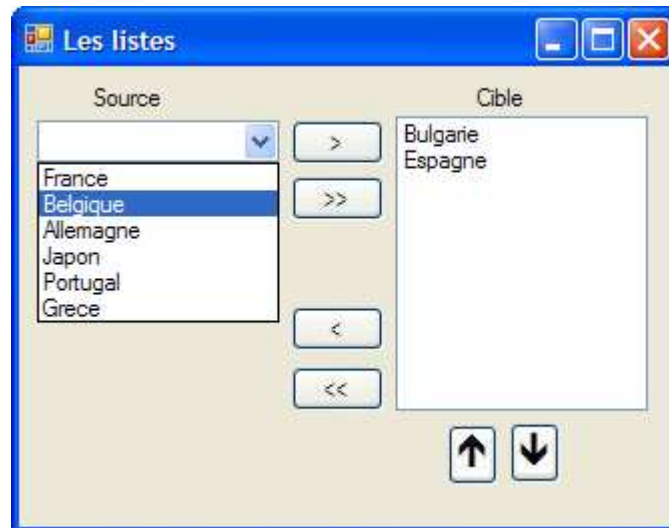 Les listes
Source
Cible
>
>>
<
<<
France
Belgique
Allemagne
Japon
Portugal
Grece
Bulgarie
Espagne